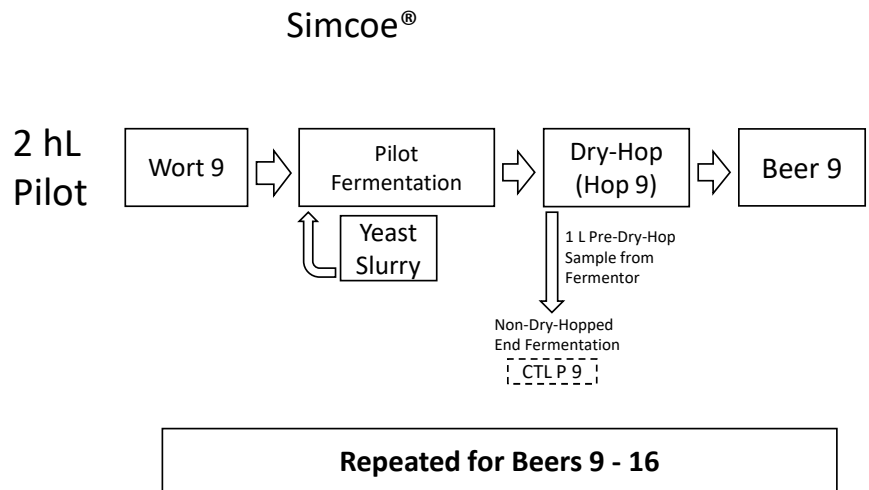 Simcoe®
2 hL
Pilot
Wort 9
Pilot
Fermentation
Dry-Hop
(Hop 9)
Beer 9
Yeast
Slurry
1 L Pre-Dry-Hop
Sample from
Fermentor
Non-Dry-Hopped
End Fermentation
CTL P 9
Repeated for Beers 9 - 16